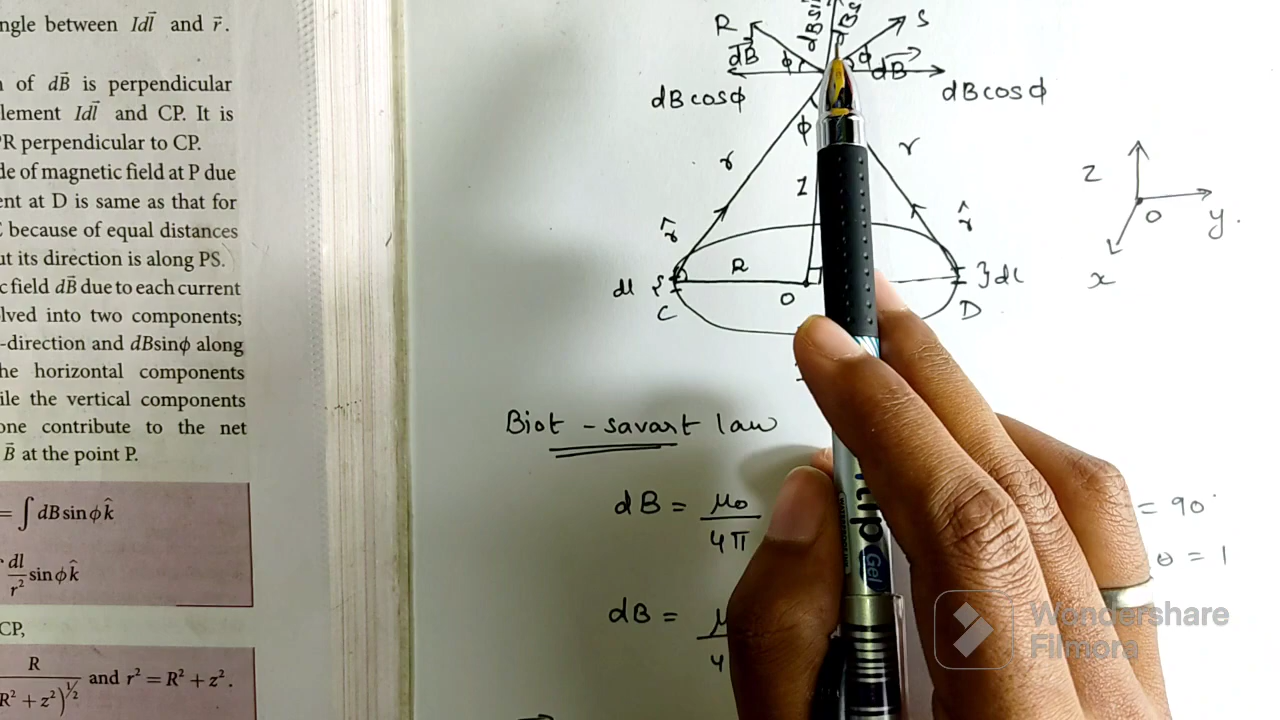 ngle between Idl⃗ and r⃗.
of dB⃗ is perpendicular
lement Idl⃗ and CP. It is
PR perpendicular to CP.
de of magnetic field at P due
ent at D is same as that for
C because of equal distances
ut its direction is along PS.
c field dB⃗ due to each current
lved into two components;
-direction and dBsinϕ along
he horizontal components
ile the vertical components
one contribute to the net
B⃗ at the point P.
= ∫ dB sin ϕ k̂
dl/r² sin ϕ k̂
CP,
R/(R² + z²)^½ and r² = R² + z².
R S
dB⃗ ϕ ϕ dB⃗
dB cosϕ dB cosϕ
ϕ
r r
z
r̂ r̂
R
dl { O } dl
C D
z
O y.
x
Biot - savart law
dB = μ₀/4π
= 90°
θ = 1
dB = μ/4
Wondershare
Filmora